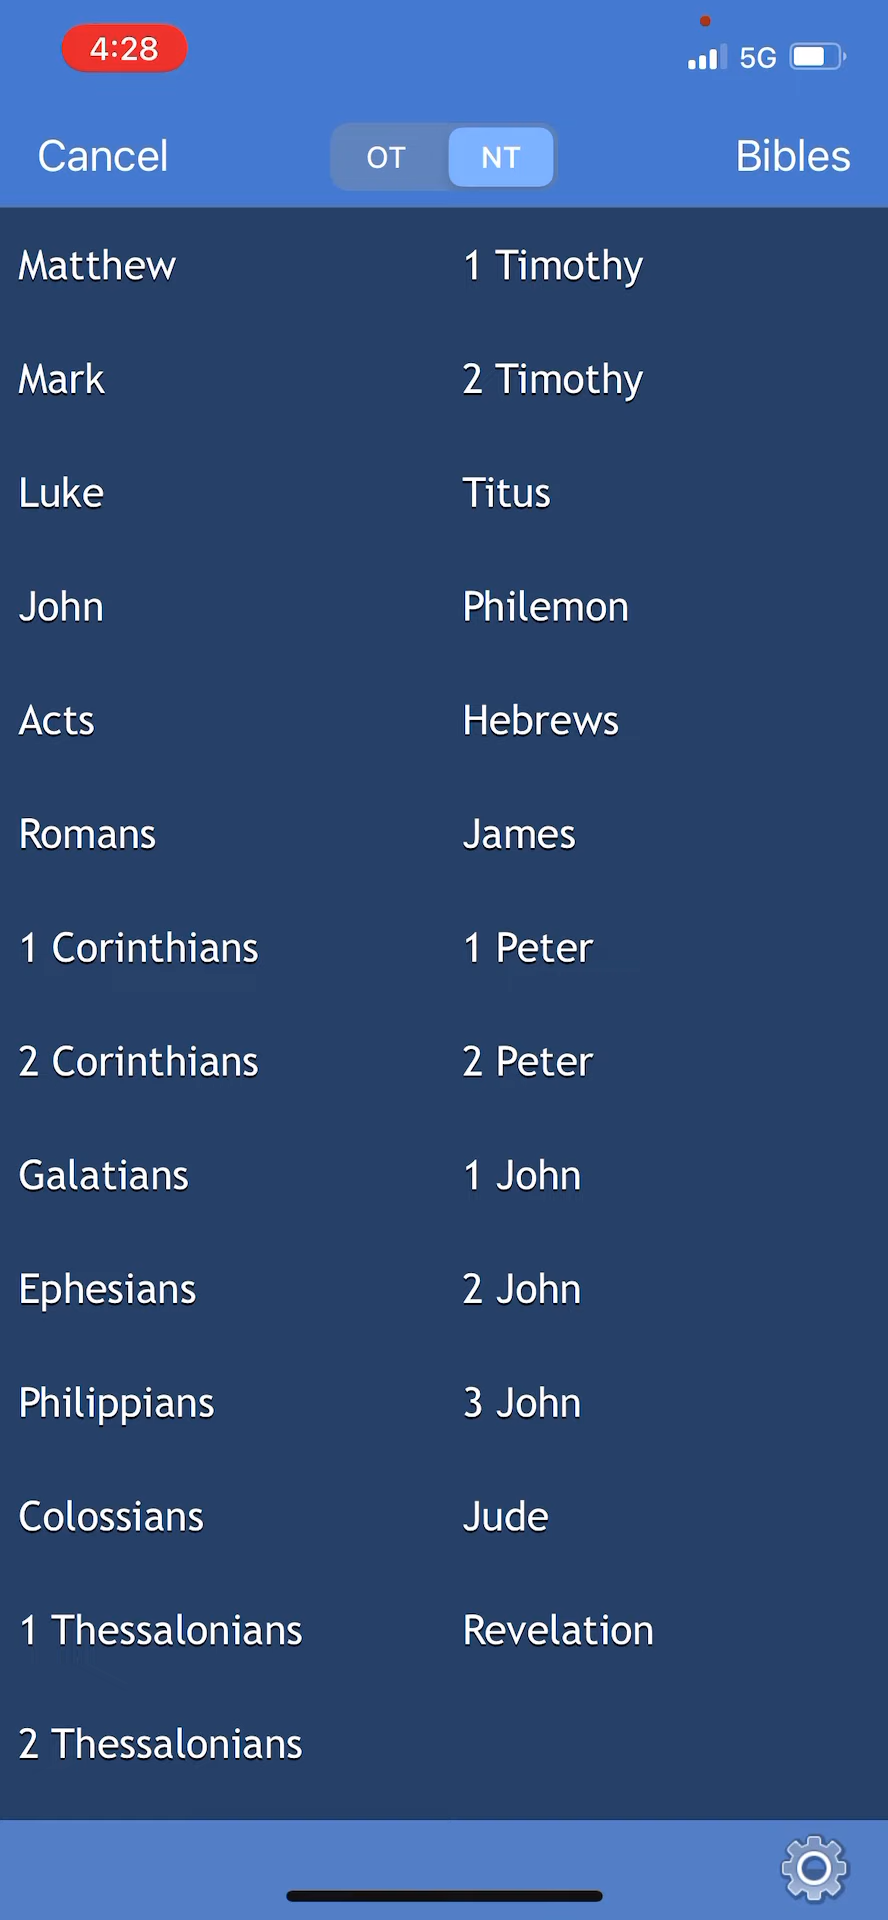 4:28
5G
Cancel
OT
NT
Bibles
Matthew
Mark
Luke
John
Acts
Romans
1 Corinthians
2 Corinthians
Galatians
Ephesians
Philippians
Colossians
1 Thessalonians
2 Thessalonians
1 Timothy
2 Timothy
Titus
Philemon
Hebrews
James
1 Peter
2 Peter
1 John
2 John
3 John
Jude
Revelation